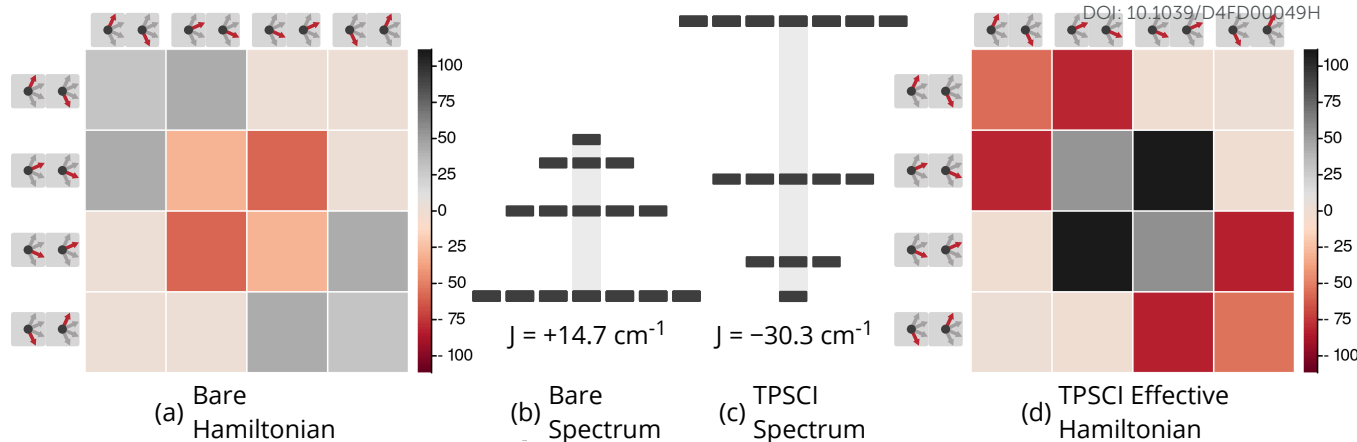 DOI: 10.1039/D4FD00049H
100
75
50
25
0
- 25
- 50
- 75
- 100
J = +14.7 cm-1
J = −30.3 cm-1
100
75
50
25
0
- 25
- 50
- 75
- 100
(a) Bare
Hamiltonian
(b) Bare
Spectrum
(c) TPSCI
Spectrum
(d) TPSCI Effective
Hamiltonian